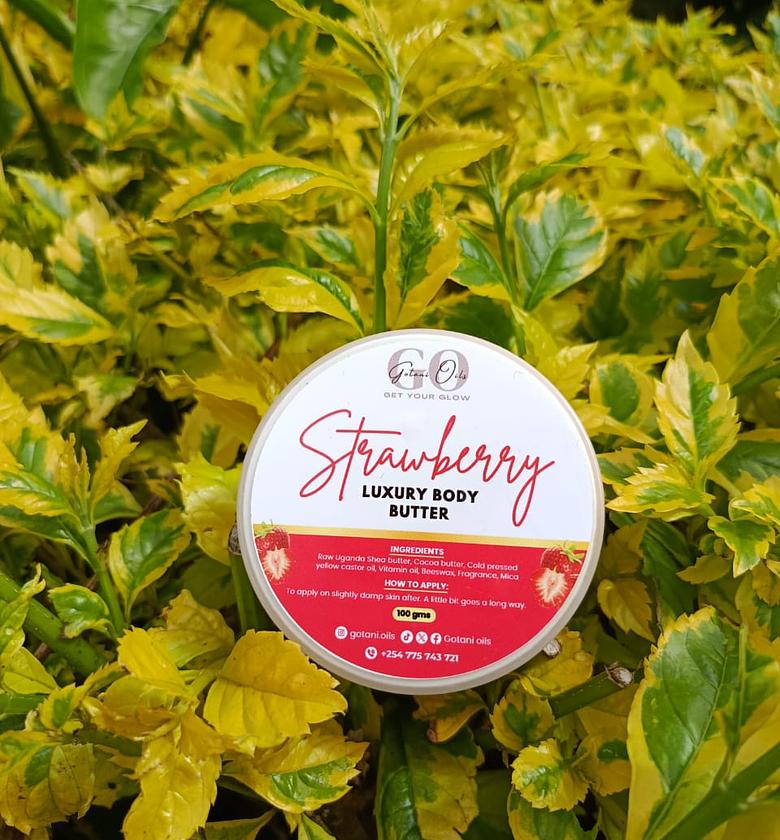 GO
Gotani Oils
GET YOUR GLOW
Strawberry
LUXURY BODY
BUTTER
INGREDIENTS
Raw Uganda Shea butter, Cocoa butter, Cold pressed
yellow castor oil, Vitamin oil, Beeswax, Fragrance, Mica
HOW TO APPLY:
To apply on slightly damp skin after. A little bit goes a long way.
100 gms
gotani.oils Gotani oils
+254 775 743 721